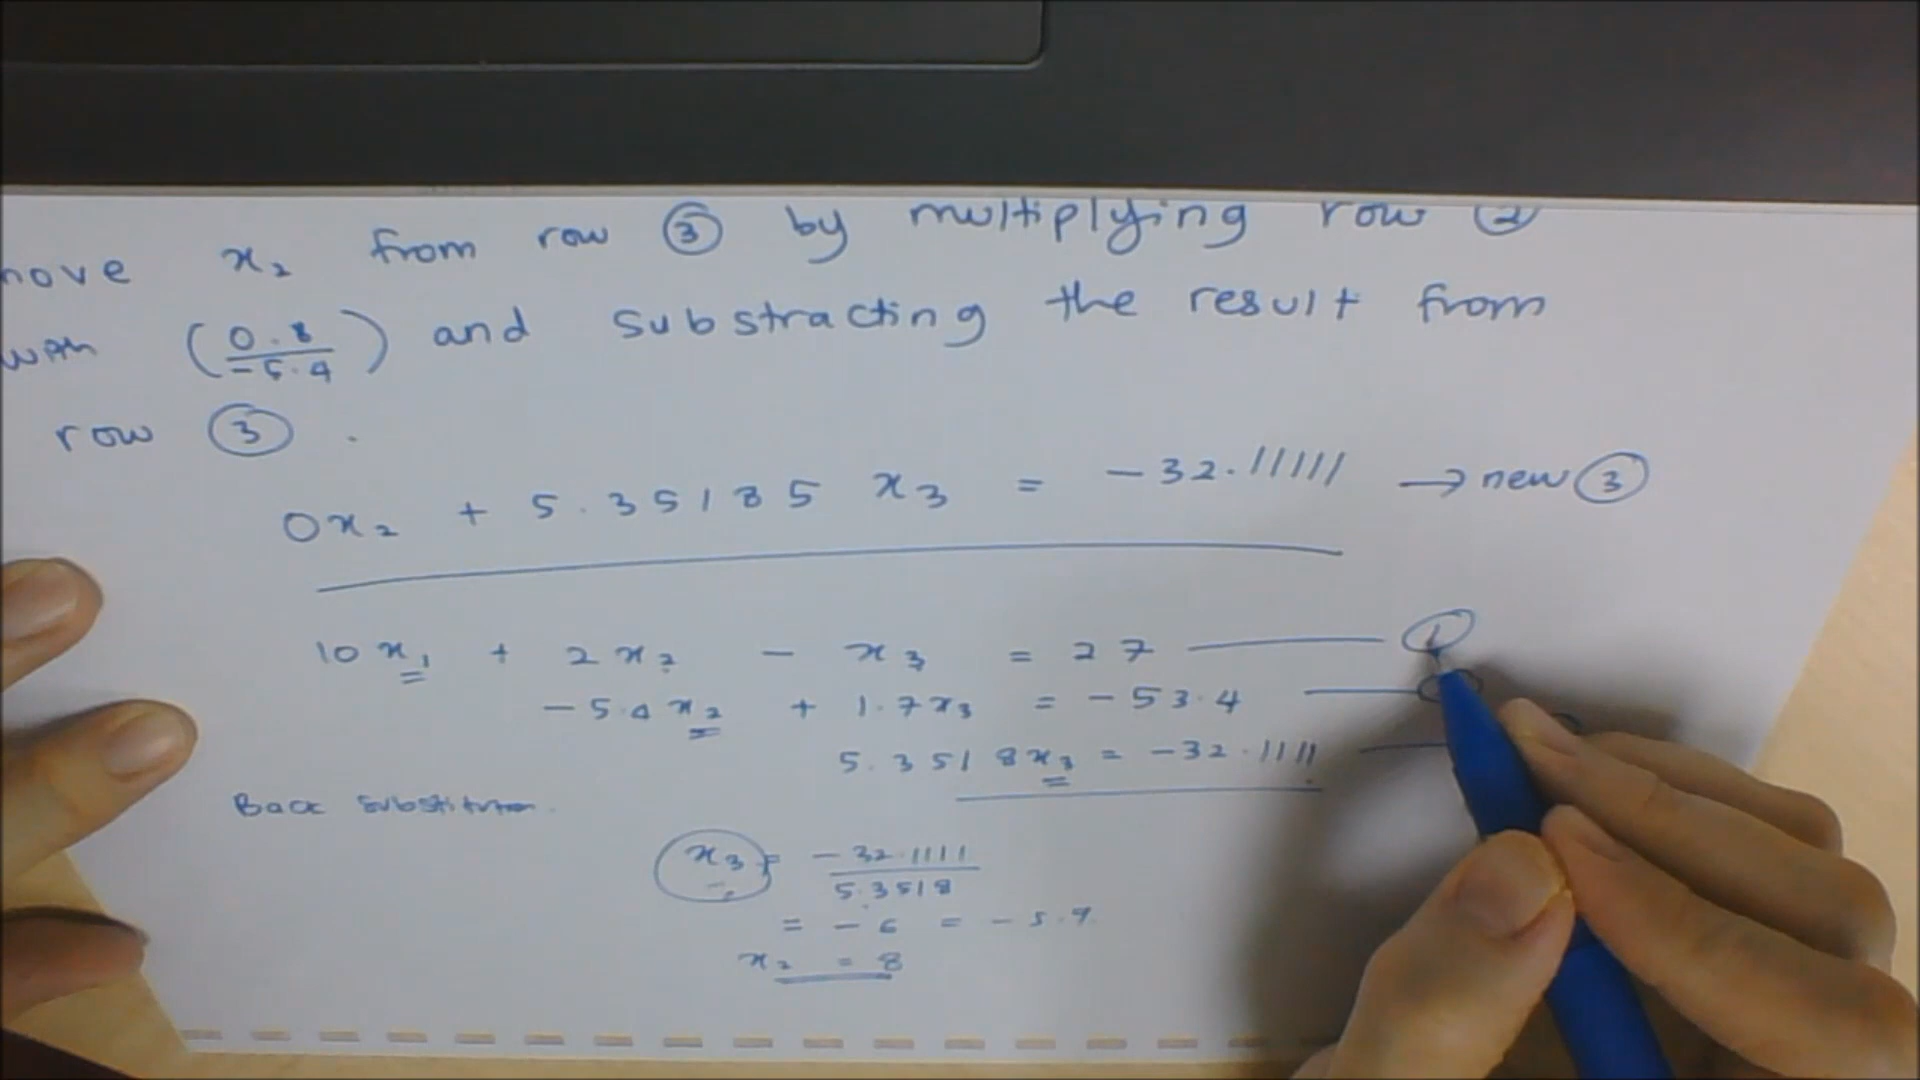 x₂ from row ③ by multiplying row ②
with (0.8/-5.4) and substracting the result from
row ③ .
0x₂ + 5.35185 x₃ = -32.11111 → new ③
10x₁ + 2x₂ - x₃ = 27 — ①
-5.4x₂ + 1.7x₃ = -53.4 —
5.3518x₃ = -32.1111 —
Back substitution.
x₃ = -32.1111/5.3518
= -6 = -5.9
x₂ = 8